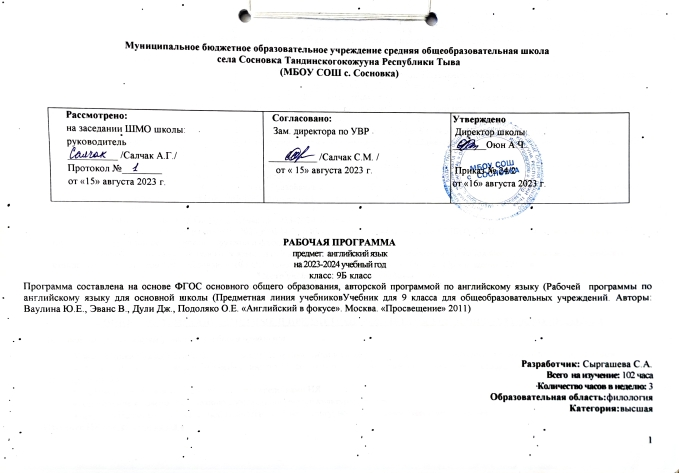 Муниципальное бюджетное образовательное учреждение средняя общеобразовательная школа
села Сосновка Тандинскогокожууна Республики Тыва
(МБОУ СОШ с. Сосновка)
Рассмотрено:
на заседании ШМО школы:
руководитель
Салчак /Салчак А.Г./
Протокол № 1
от «15» августа 2023 г.
Согласовано:
Зам. директора по УВР
/Салчак С.М. /
от « 15» августа 2023 г.
Утверждено
Директор школы:
Оюн А.Ч.
Приказ № 24/2
от «16» августа 2023 г.
МБОУ СОШ
с. СОСНОВКА
РАБОЧАЯ ПРОГРАММА
предмет: английский язык
на 2023-2024 учебный год
класс: 9Б класс
Программа составлена на основе ФГОС основного общего образования, авторской программой по английскому языку (Рабочей программы по
английскому языку для основной школы (Предметная линия учебниковУчебник для 9 класса для общеобразовательных учреждений. Авторы:
Ваулина Ю.Е., Эванс В., Дули Дж., Подоляко О.Е. «Английский в фокусе». Москва. «Просвещение» 2011)
Разработчик: Сыргашева С.А.
Всего на изучение: 102 часа
Количество часов в неделю: 3
Образовательная область:филология
Категория:высшая
1